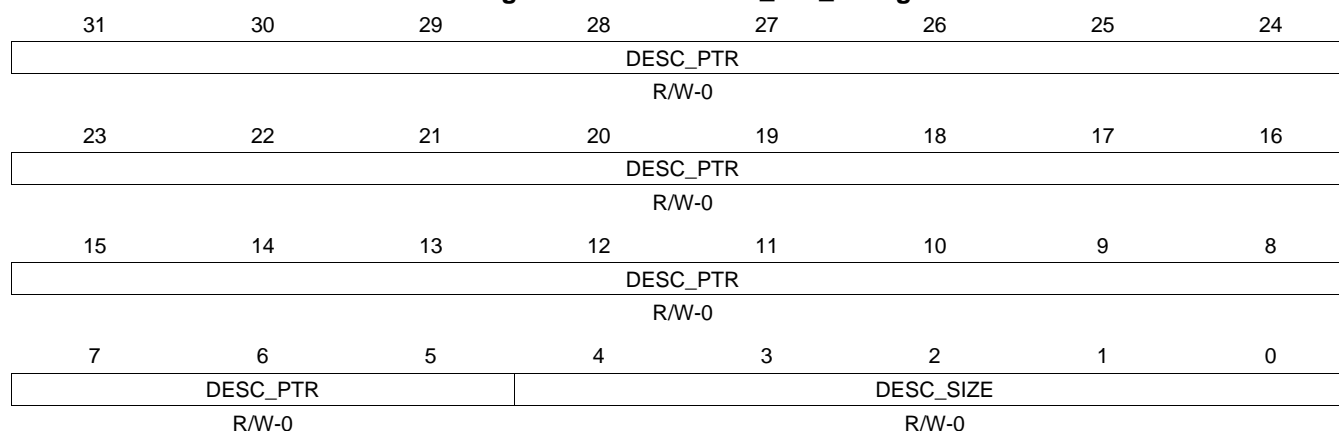 31 30 29 28 27 26 25 24
DESC_PTR
R/W-0
23 22 21 20 19 18 17 16
DESC_PTR
R/W-0
15 14 13 12 11 10 9 8
DESC_PTR
R/W-0
7 6 5 4 3 2 1 0
DESC_PTR DESC_SIZE
R/W-0 R/W-0